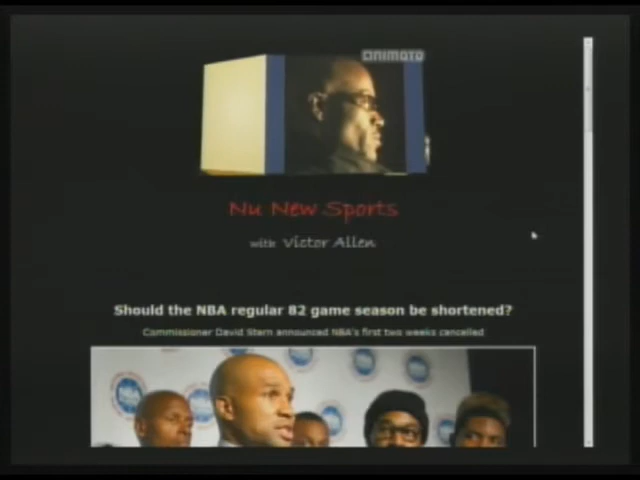 ANIMOTO
Nu New Sports
with Victor Allen
Should the NBA regular 82 game season be shortened?
Commissioner David Stern announced NBA's first two weeks cancelled